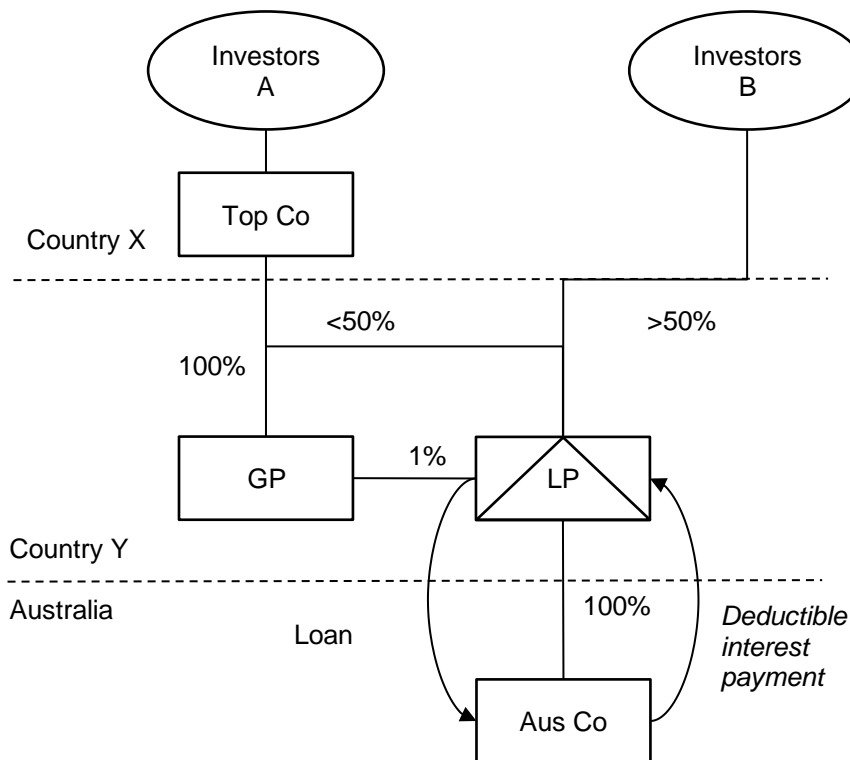 Investors
A
Investors
B
Top Co
Country X
<50%
>50%
100%
GP
1%
LP
Country Y
Australia
Loan
100%
Deductible
interest
payment
Aus Co